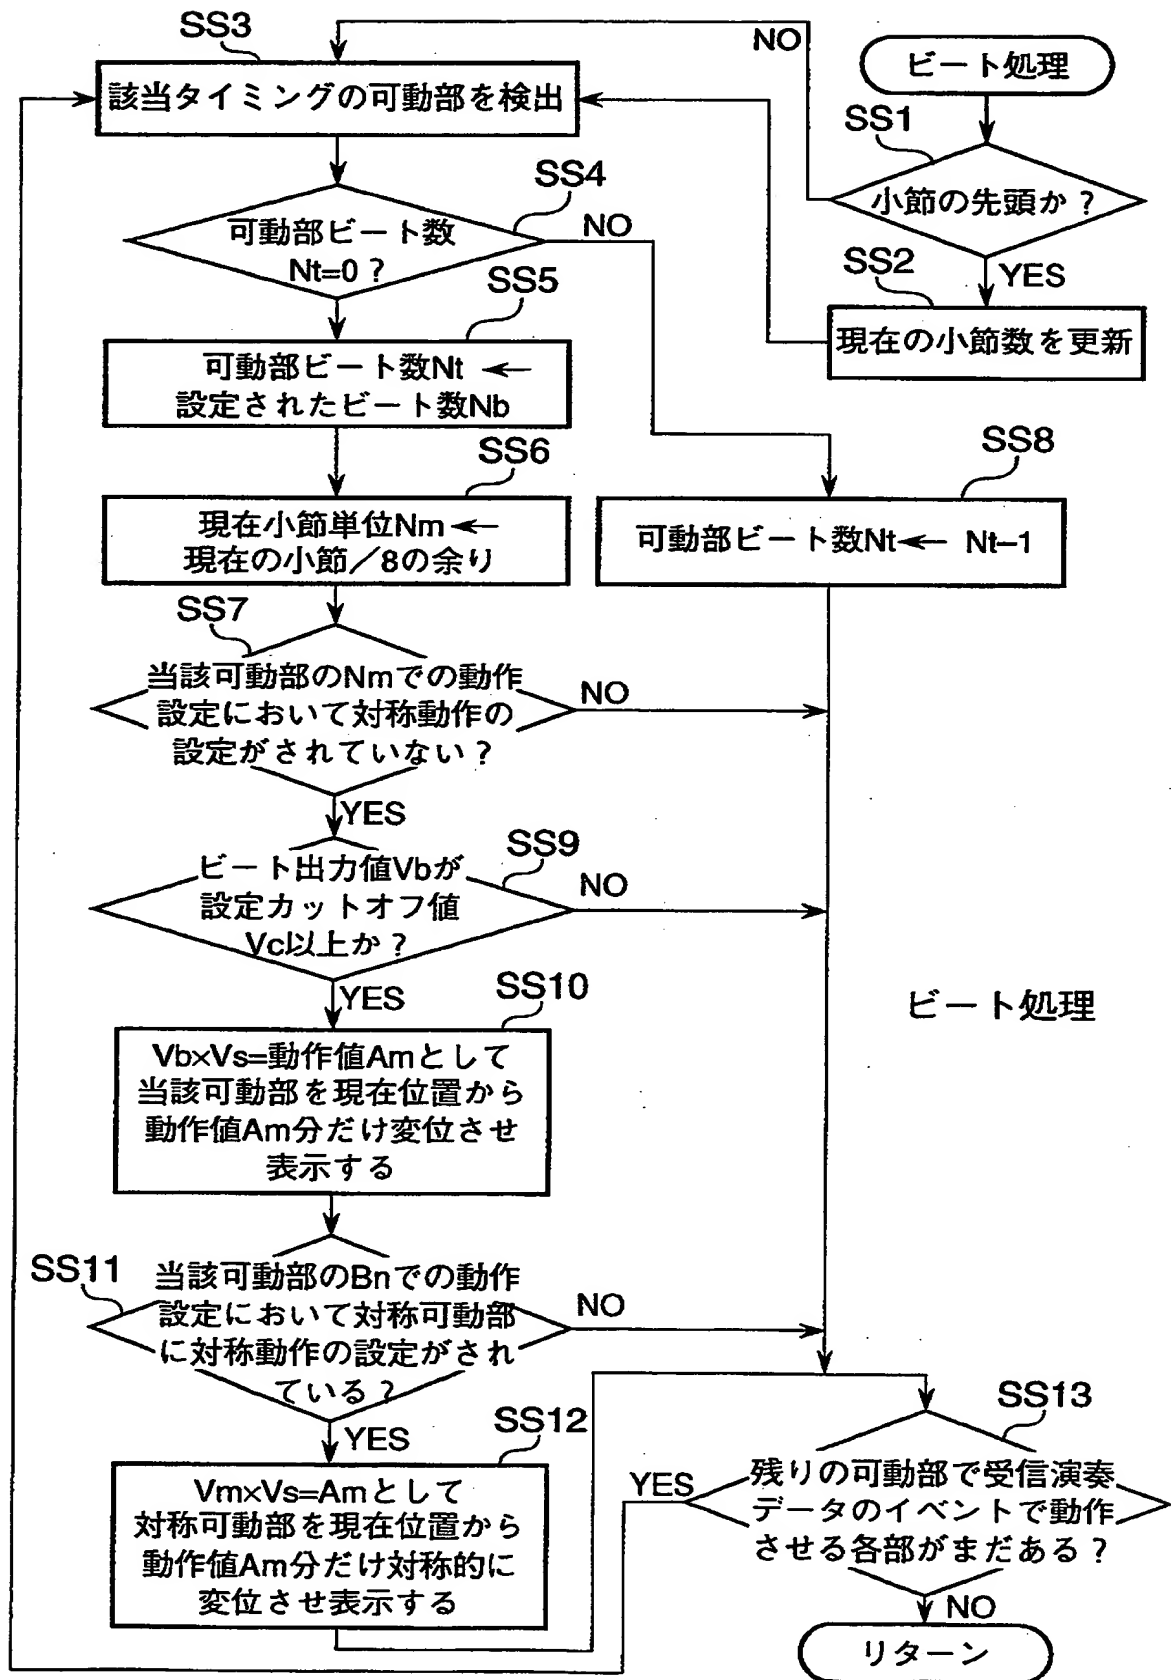 ビート処理
SS1
小節の先頭か？
NO
YES
SS2
現在の小節数を更新
SS3
該当タイミングの可動部を検出
SS4
可動部ビート数
Nt=0？
NO
SS5
可動部ビート数Nt ←
設定されたビート数Nb
SS6
現在小節単位Nm←
現在の小節／8の余り
SS8
可動部ビート数Nt← Nt−1
SS7
当該可動部のNmでの動作
設定において対称動作の
設定がされていない？
NO
YES
SS9
ビート出力値Vbが
設定カットオフ値
Vc以上か？
NO
YES
SS10
Vb×Vs=動作値Amとして
当該可動部を現在位置から
動作値Am分だけ変位させ
表示する
ビート処理
SS11
当該可動部のBnでの動作
設定において対称可動部
に対称動作の設定がされ
ている？
NO
YES
SS12
Vm×Vs=Amとして
対称可動部を現在位置から
動作値Am分だけ対称的に
変位させ表示する
SS13
残りの可動部で受信演奏
データのイベントで動作
させる各部がまだある？
YES
NO
リターン